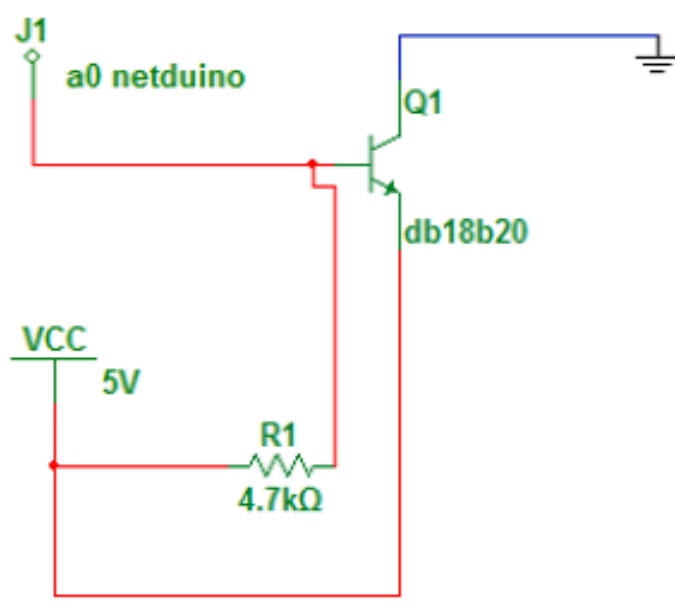 J1
a0 netduino
Q1
db18b20
VCC
5V
R1
4.7kΩ